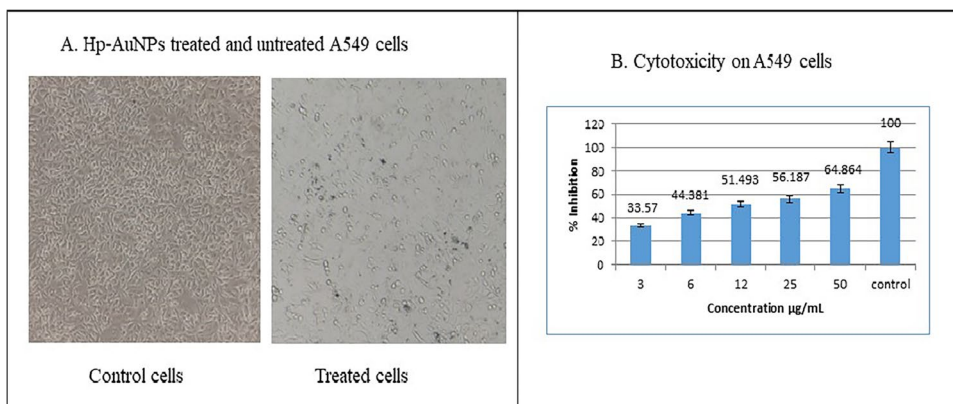 A. Hp-AuNPs treated and untreated A549 cells
Control cells
Treated cells
B. Cytotoxicity on A549 cells
% Inhibition
120
100
80
60
40
20
0
33.57
44.381
51.493
56.187
64.864
100
3
6
12
25
50
control
Concentration µg/mL